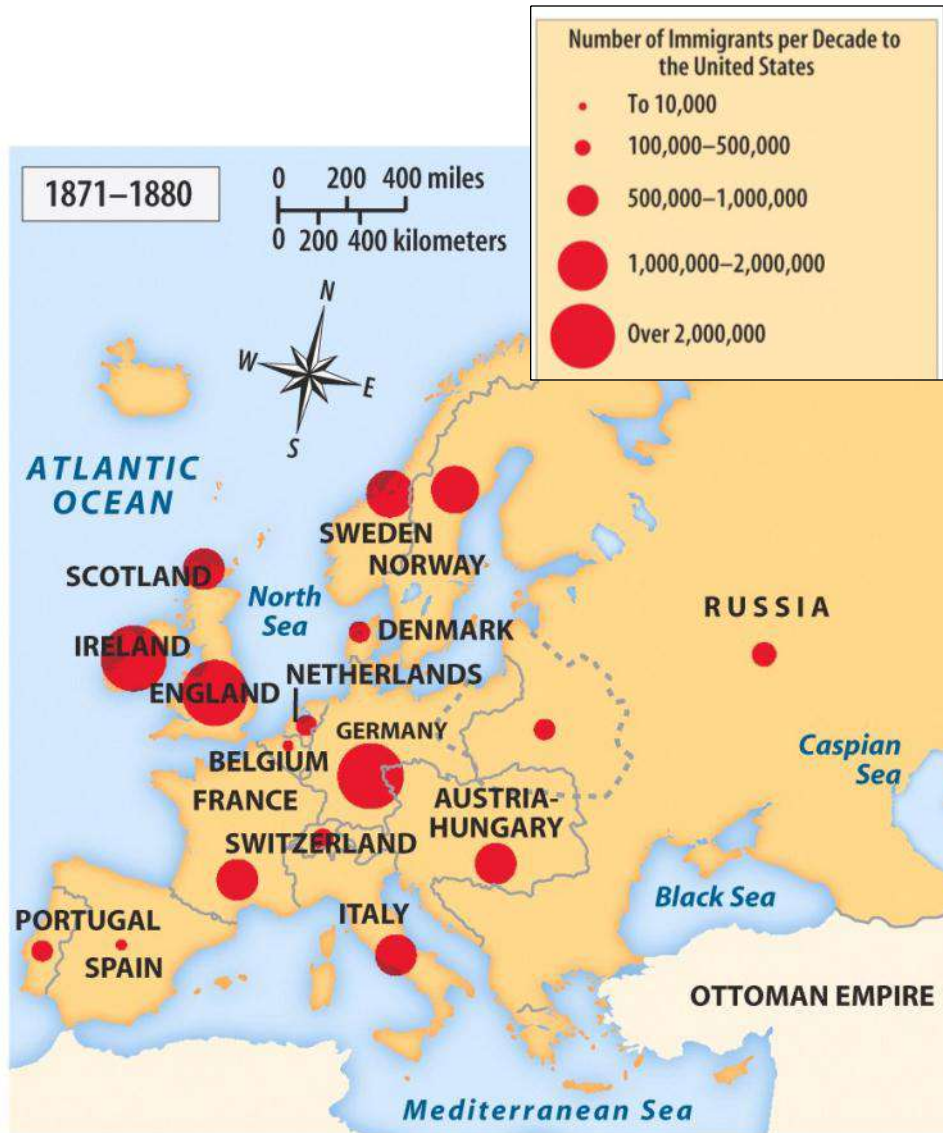 Number of Immigrants per Decade to
the United States
To 10,000
100,000–500,000
500,000–1,000,000
1,000,000–2,000,000
Over 2,000,000
1871–1880
0 200 400 miles
0 200 400 kilometers
N
W
E
S
ATLANTIC
OCEAN
SWEDEN
NORWAY
SCOTLAND
North
Sea
RUSSIA
IRELAND
DENMARK
ENGLAND
NETHERLANDS
GERMANY
BELGIUM
Caspian
Sea
FRANCE
AUSTRIA-
HUNGARY
SWITZERLAND
Black Sea
PORTUGAL
ITALY
SPAIN
OTTOMAN EMPIRE
Mediterranean Sea